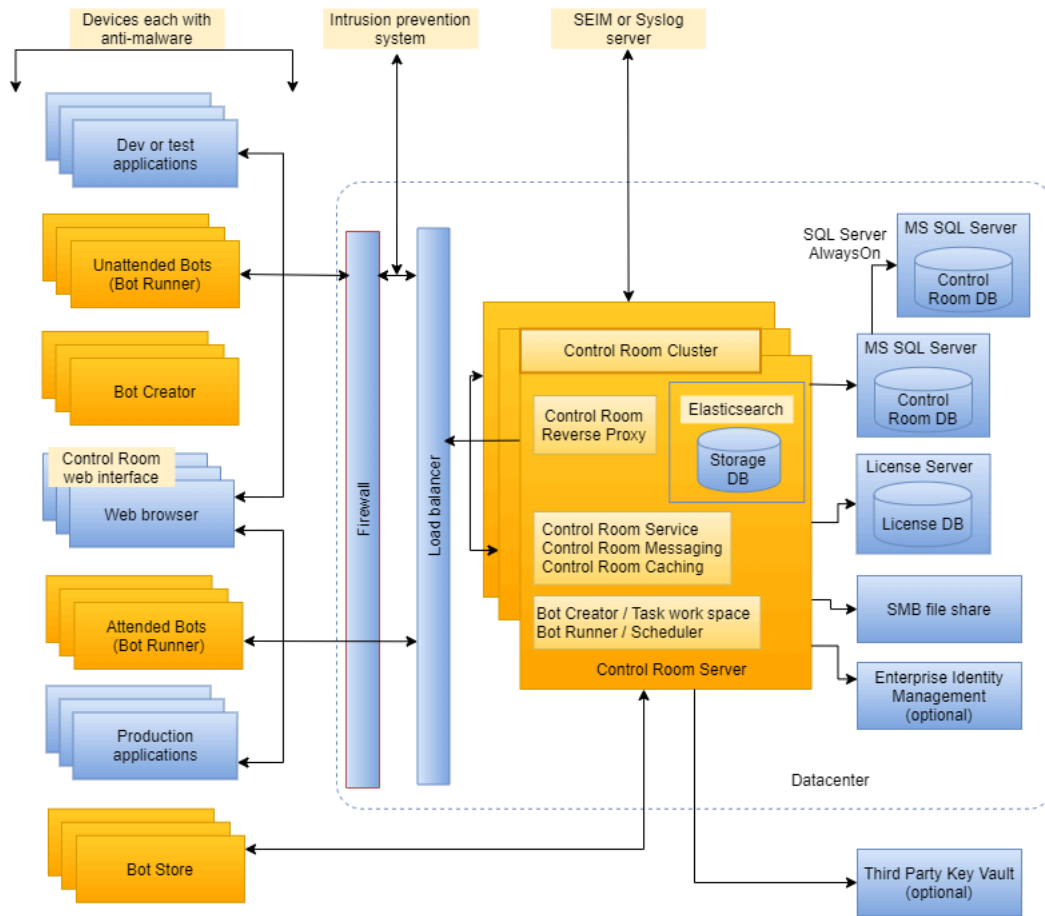 Devices each with
anti-malware
Intrusion prevention
system
SEIM or Syslog
server
Dev or test
applications
Unattended Bots
(Bot Runner)
Bot Creator
Control Room
web interface
Web browser
Attended Bots
(Bot Runner)
Production
applications
Bot Store
Firewall
Load balancer
Control Room Cluster
Control Room
Reverse Proxy
Elasticsearch
Storage
DB
Control Room Service
Control Room Messaging
Control Room Caching
Bot Creator / Task work space
Bot Runner / Scheduler
Control Room Server
SQL Server
AlwaysOn
MS SQL Server
Control
Room DB
MS SQL Server
Control
Room DB
License Server
License DB
SMB file share
Enterprise Identity
Management
(optional)
Datacenter
Third Party Key Vault
(optional)